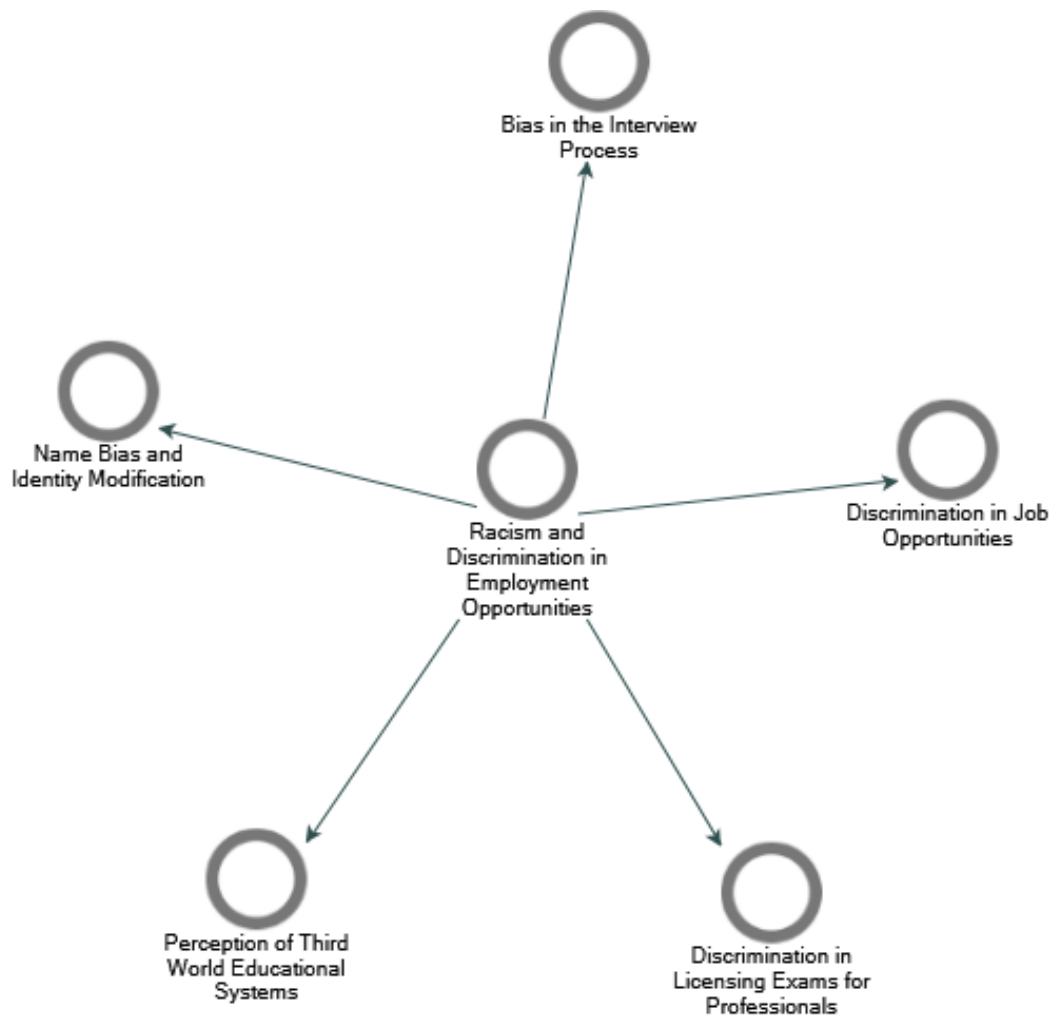 Bias in the Interview
Process
Name Bias and
Identity Modification
Racism and
Discrimination in
Employment
Opportunities
Discrimination in Job
Opportunities
Perception of Third
World Educational
Systems
Discrimination in
Licensing Exams for
Professionals